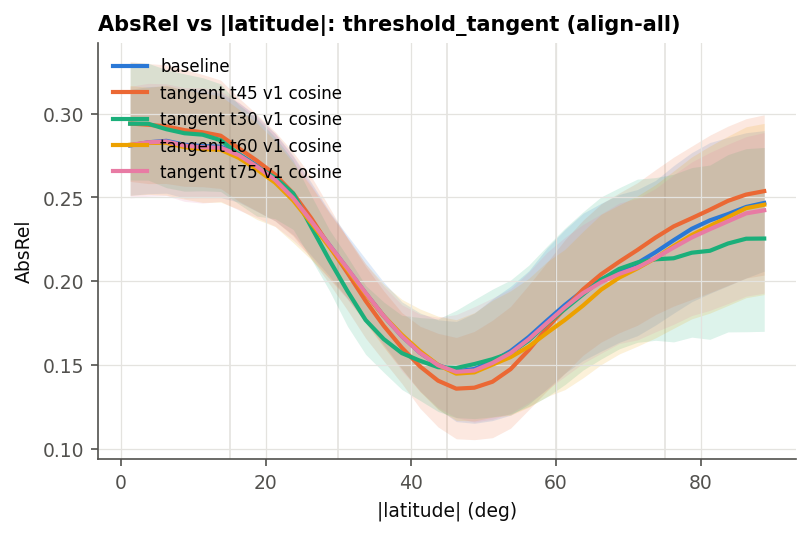 AbsRel vs |latitude|: threshold_tangent (align-all)
baseline
tangent t45 v1 cosine
tangent t30 v1 cosine
tangent t60 v1 cosine
tangent t75 v1 cosine
AbsRel
0.30
0.25
0.20
0.15
0.10
0 20 40 60 80
|latitude| (deg)